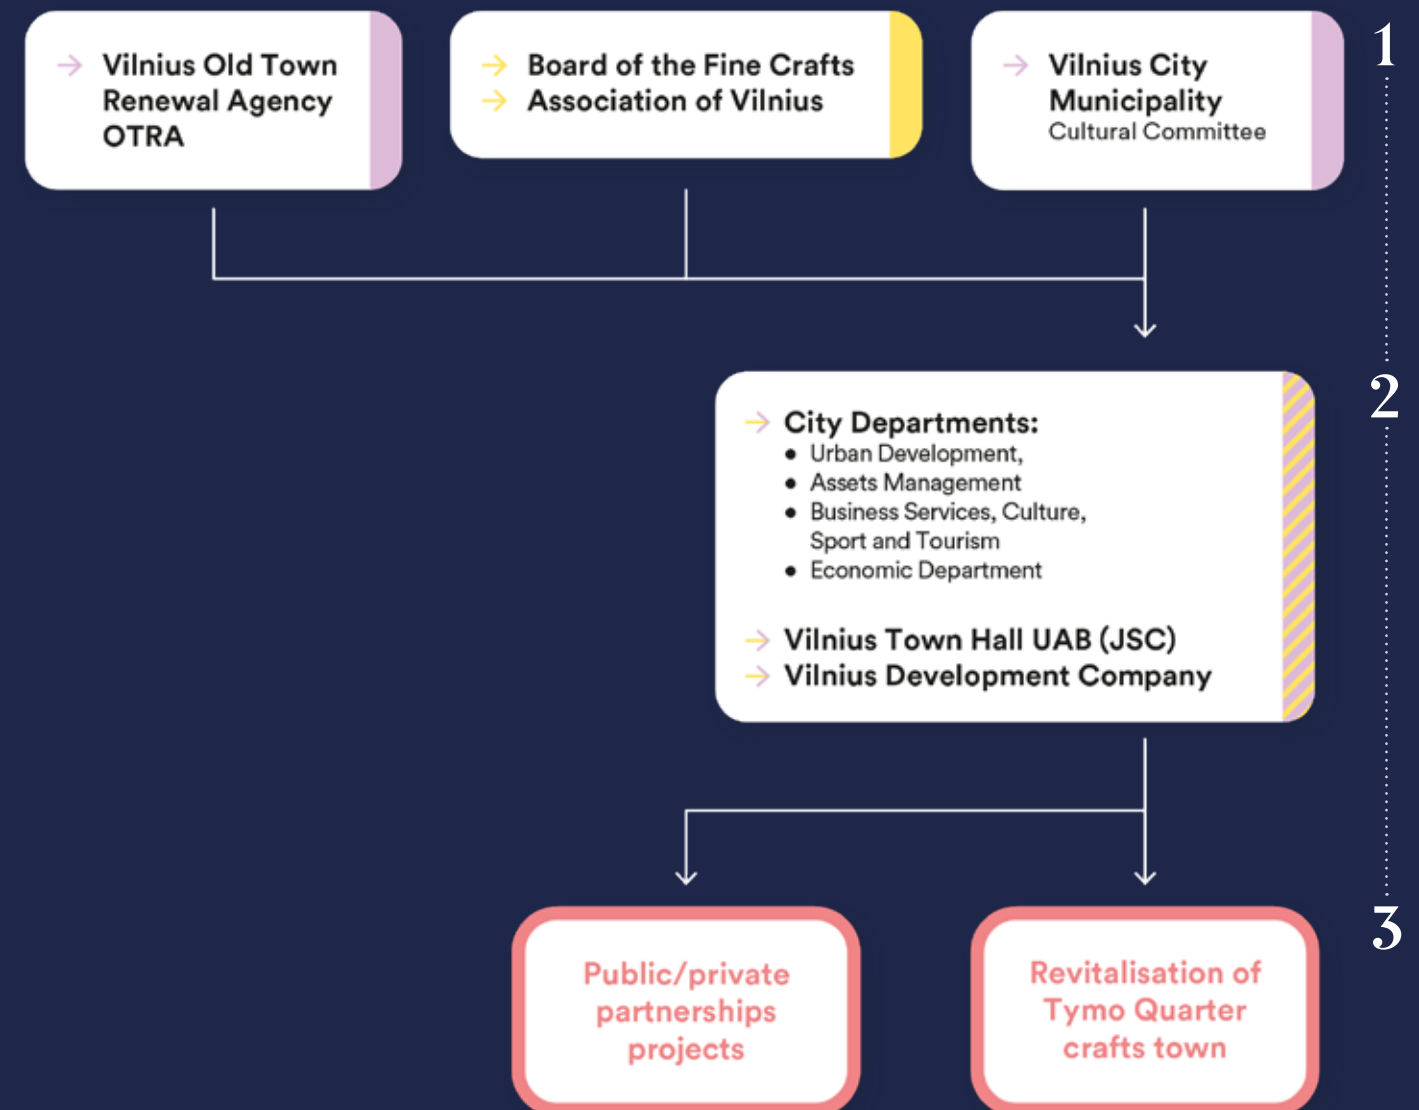 Vilnius Old Town
Renewal Agency
OTRA
Board of the Fine Crafts
Association of Vilnius
Vilnius City
Municipality
Cultural Committee
1
2
City Departments:
Urban Development,
Assets Management
Business Services, Culture,
Sport and Tourism
Economic Department
Vilnius Town Hall UAB (JSC)
Vilnius Development Company
3
Public/private
partnerships
projects
Revitalisation of
Tymo Quarter
crafts town